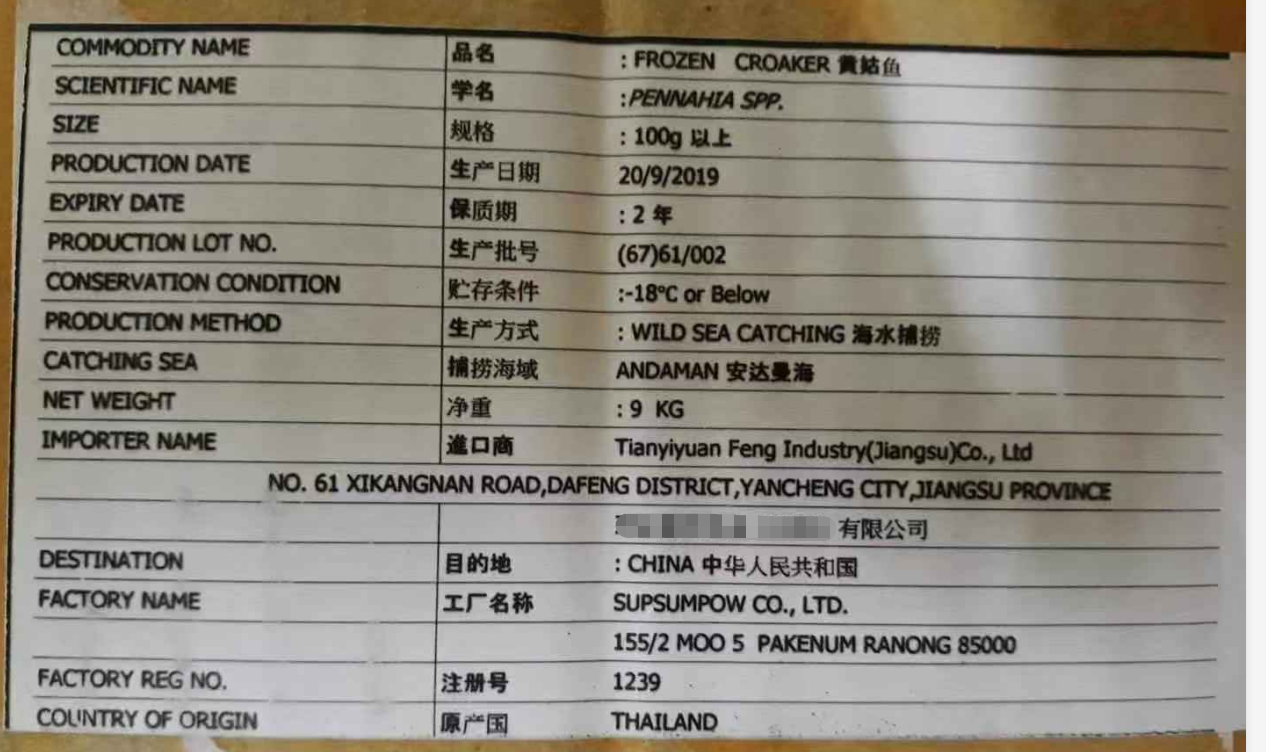 COMMODITY NAME 品名 : FROZEN CROAKER 黄姑鱼
SCIENTIFIC NAME 学名 :PENNAHIA SPP.
SIZE 规格 : 100g 以上
PRODUCTION DATE 生产日期 20/9/2019
EXPIRY DATE 保质期 : 2 年
PRODUCTION LOT NO. 生产批号 (67)61/002
CONSERVATION CONDITION 贮存条件 :-18℃ or Below
PRODUCTION METHOD 生产方式 : WILD SEA CATCHING 海水捕捞
CATCHING SEA 捕捞海域 ANDAMAN 安达曼海
NET WEIGHT 净重 : 9 KG
IMPORTER NAME 進口商 Tianyiyuan Feng Industry(Jiangsu)Co., Ltd
NO. 61 XIKANGNAN ROAD,DAFENG DISTRICT,YANCHENG CITY,JIANGSU PROVINCE
有限公司
DESTINATION 目的地 : CHINA 中华人民共和国
FACTORY NAME 工厂名称 SUPSUMPOW CO., LTD.
155/2 MOO 5 PAKENUM RANONG 85000
FACTORY REG NO. 注册号 1239
COUNTRY OF ORIGIN 原产国 THAILAND